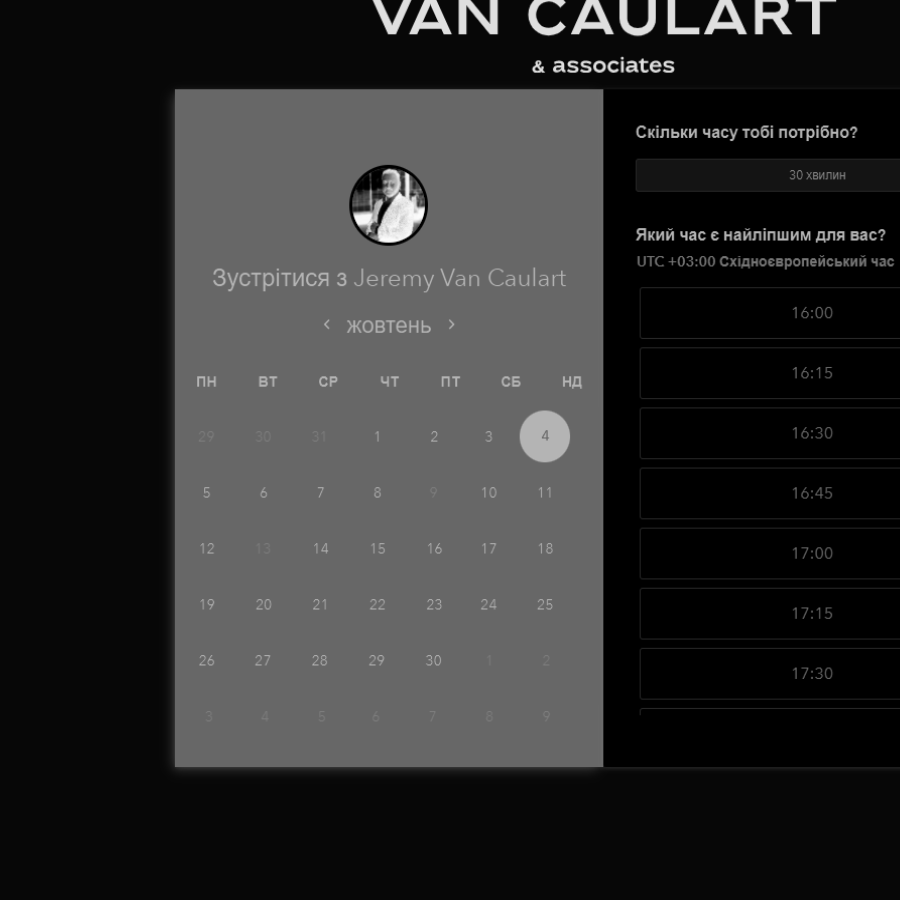 VAN CAULART
& associates
Зустрітися з Jeremy Van Caulart
жовтень
ПН ВТ СР ЧТ ПТ СБ НД
29 30 31 1 2 3 4
5 6 7 8 9 10 11
12 13 14 15 16 17 18
19 20 21 22 23 24 25
26 27 28 29 30 1 2
3 4 5 6 7 8 9
Скільки часу тобі потрібно?
30 хвилин
Який час є найліпшим для вас?
UTC +03:00 Східноєвропейський час
16:00
16:15
16:30
16:45
17:00
17:15
17:30